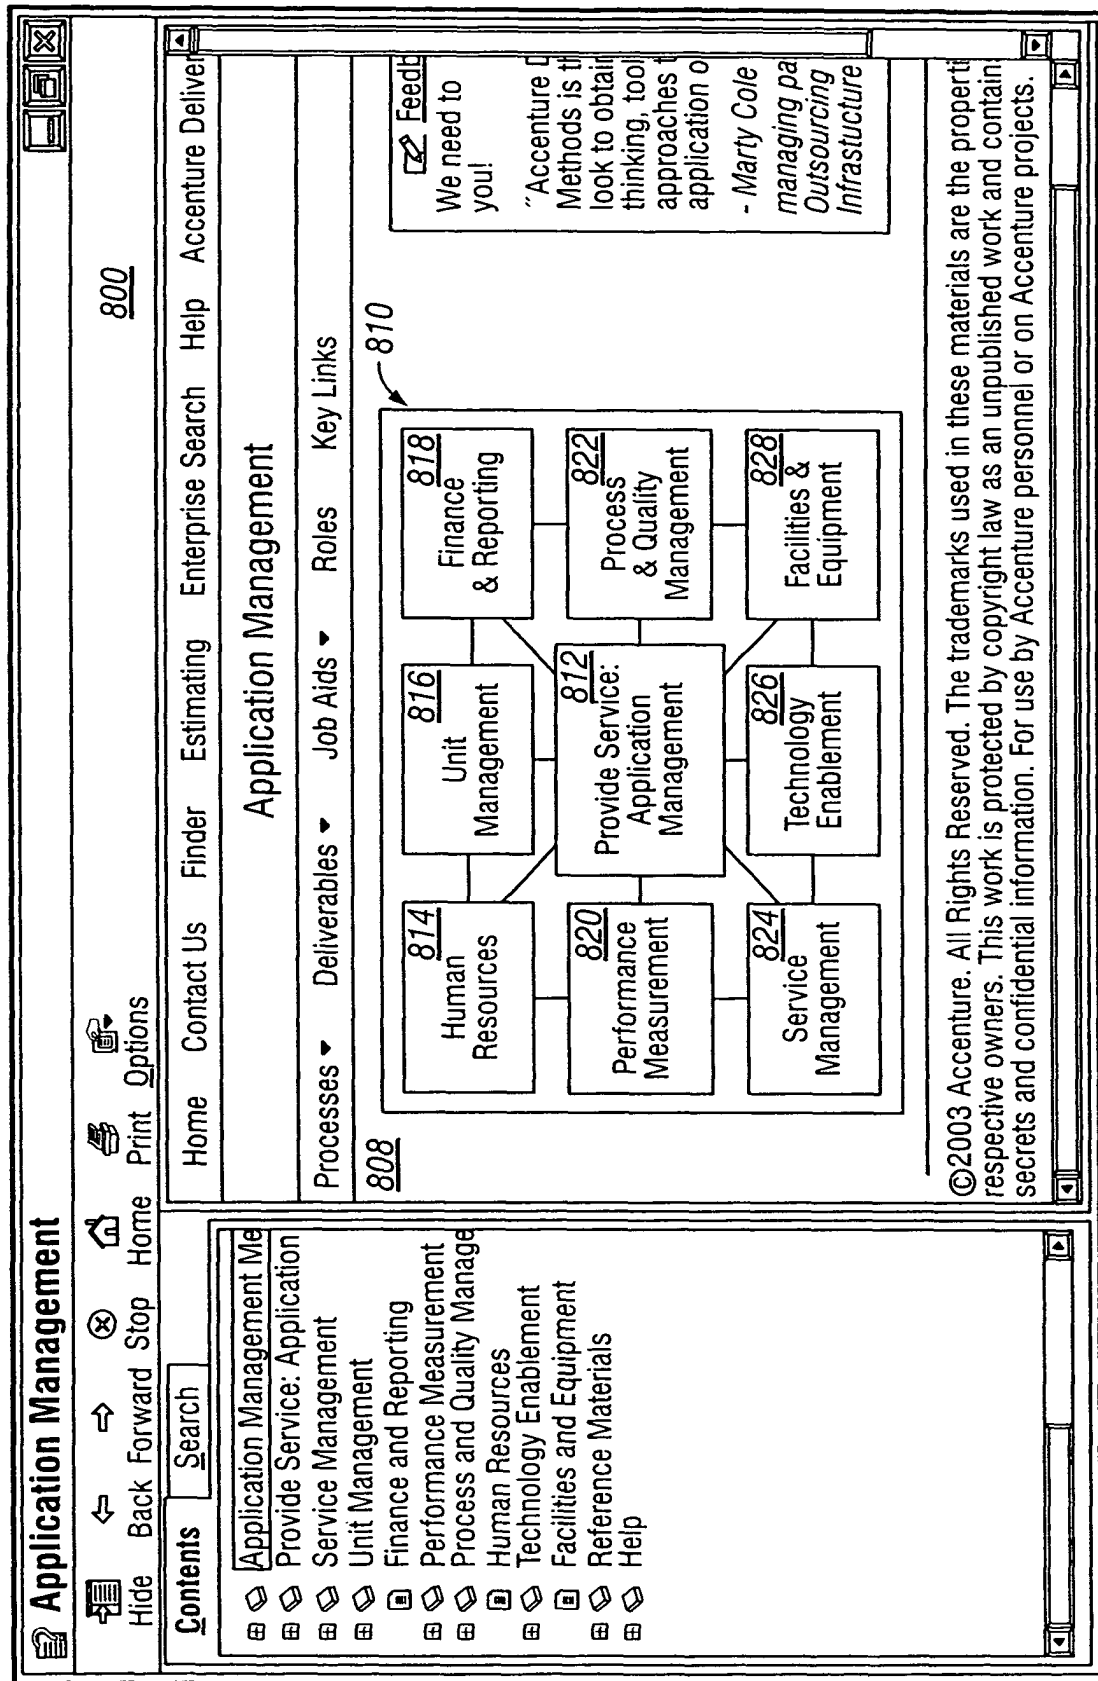 Application Management
Hide Back Forward Stop Home Print Options
800
Contents Search
Application Management Me
Provide Service: Application
Service Management
Unit Management
Finance and Reporting
Performance Measurement
Process and Quality Manage
Human Resources
Technology Enablement
Facilities and Equipment
Reference Materials
Help
Home Contact Us Finder Estimating Enterprise Search Help Accenture Deliver
Application Management
Processes Deliverables Job Aids Roles Key Links
808
810
814
Human
Resources
816
Unit
Management
818
Finance
& Reporting
820
Performance
Measurement
812
Provide Service:
Application
Management
822
Process
& Quality
Management
824
Service
Management
826
Technology
Enablement
828
Facilities &
Equipment
Feedb
We need to
you!
"Accenture D
Methods is th
look to obtain
thinking, tool
approaches t
application o
- Marty Cole
managing pa
Outsourcing
Infrastucture
©2003 Accenture. All Rights Reserved. The trademarks used in these materials are the properti
respective owners. This work is protected by copyright law as an unpublished work and contain
secrets and confidential information. For use by Accenture personnel or on Accenture projects.